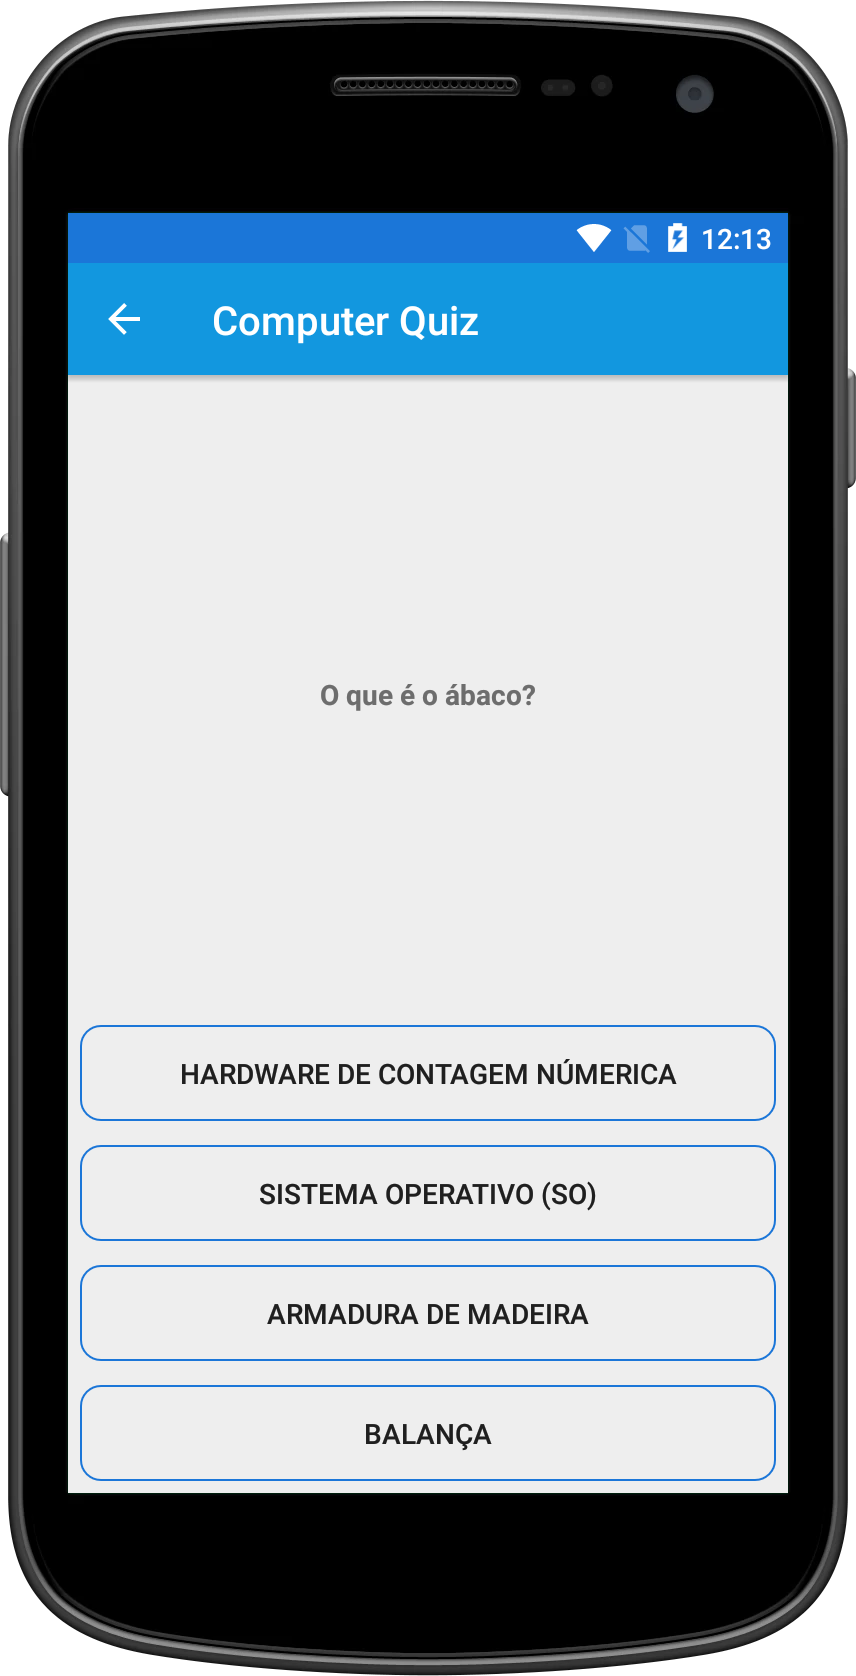 12:13
Computer Quiz
O que é o ábaco?
HARDWARE DE CONTAGEM NÚMERICA
SISTEMA OPERATIVO (SO)
ARMADURA DE MADEIRA
BALANÇA